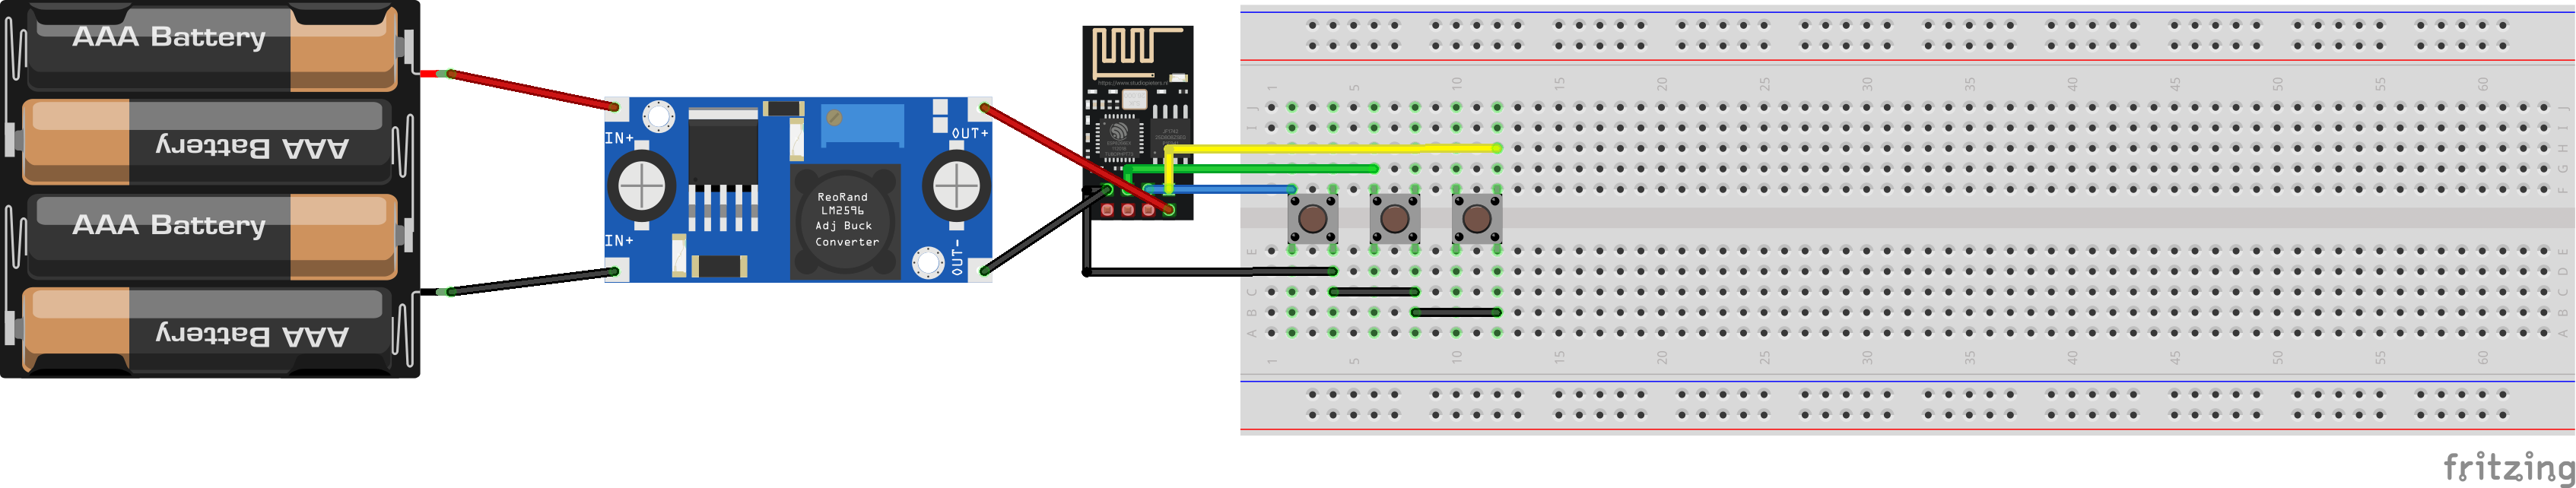 AAA Battery
AAA Battery
AAA Battery
AAA Battery
IN+
IN+
OUT+
OUT-
ReoRand
LM2596
Adj Buck
Converter
1
5
10
15
20
25
30
35
40
45
50
55
60
J
I
H
G
F
J
I
H
G
F
E
D
C
B
A
E
D
C
B
A
1
5
10
15
20
25
30
35
40
45
50
55
60
fritzing